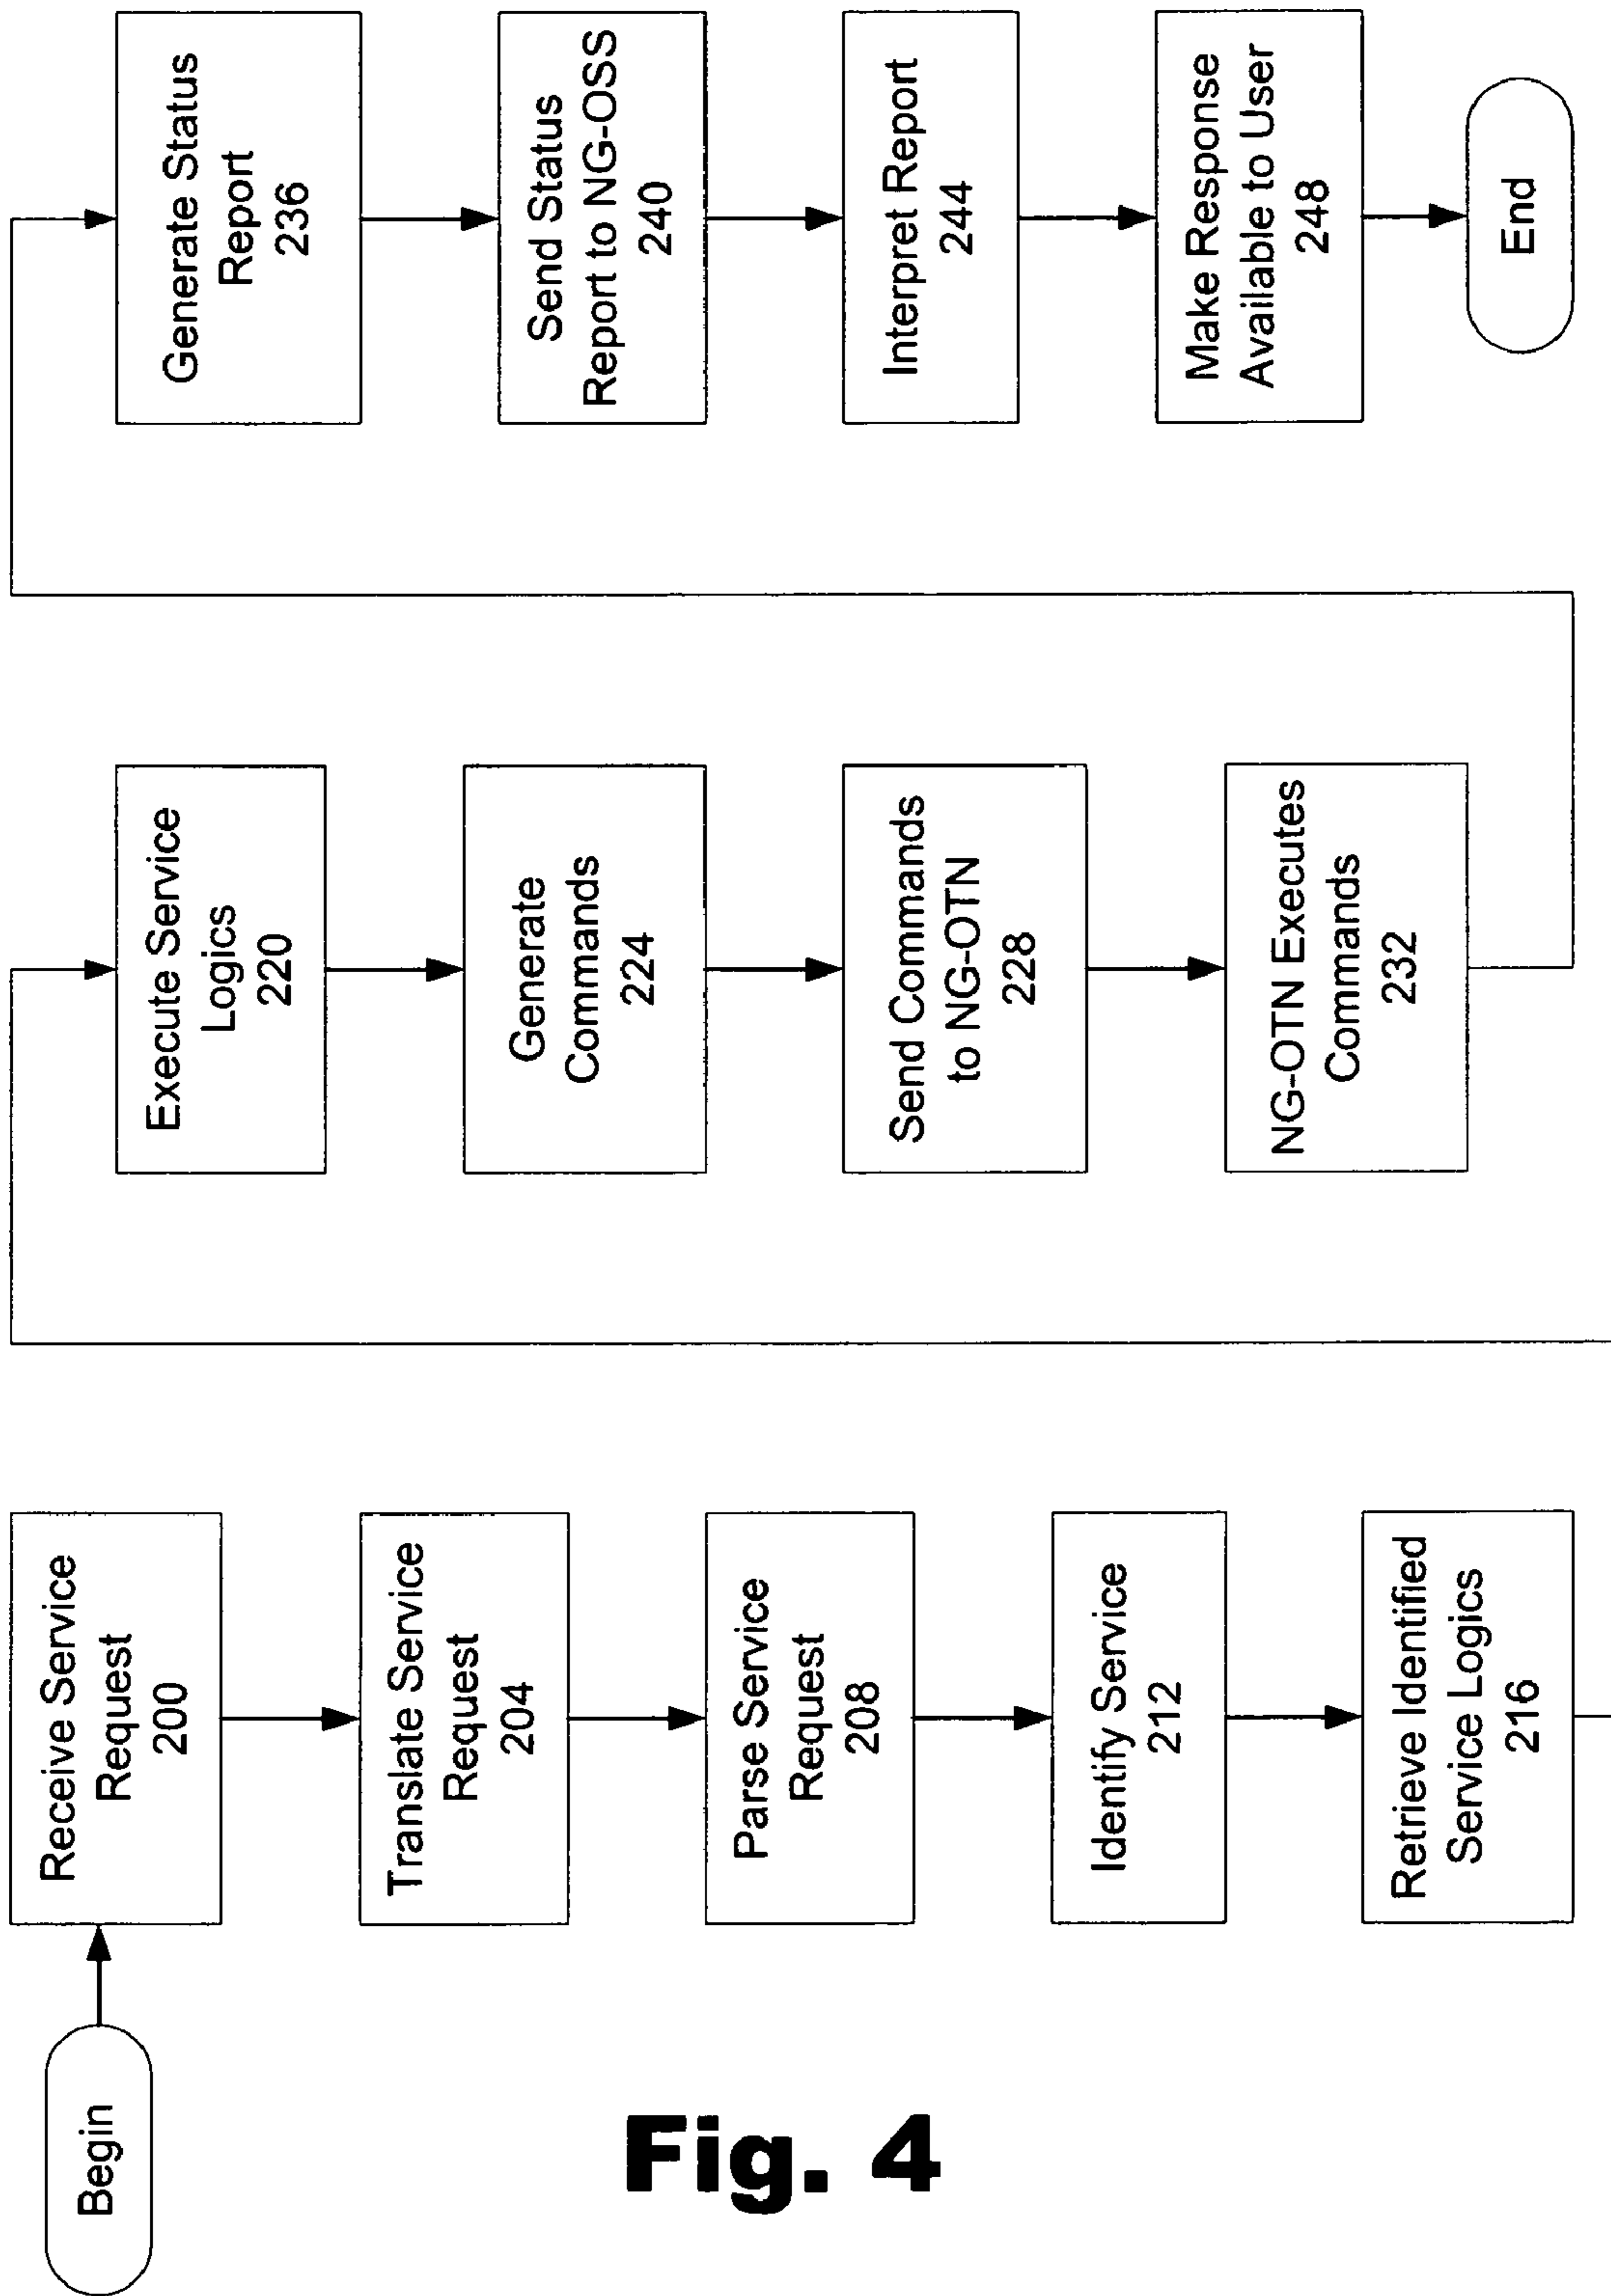 Begin
Receive Service
Request
200
Translate Service
Request
204
Parse Service
Request
208
Identify Service
212
Retrieve Identified
Service Logics
216
Execute Service
Logics
220
Generate
Commands
224
Send Commands
to NG-OTN
228
NG-OTN Executes
Commands
232
Generate Status
Report
236
Send Status
Report to NG-OSS
240
Interpret Report
244
Make Response
Available to User
248
End
Fig. 4